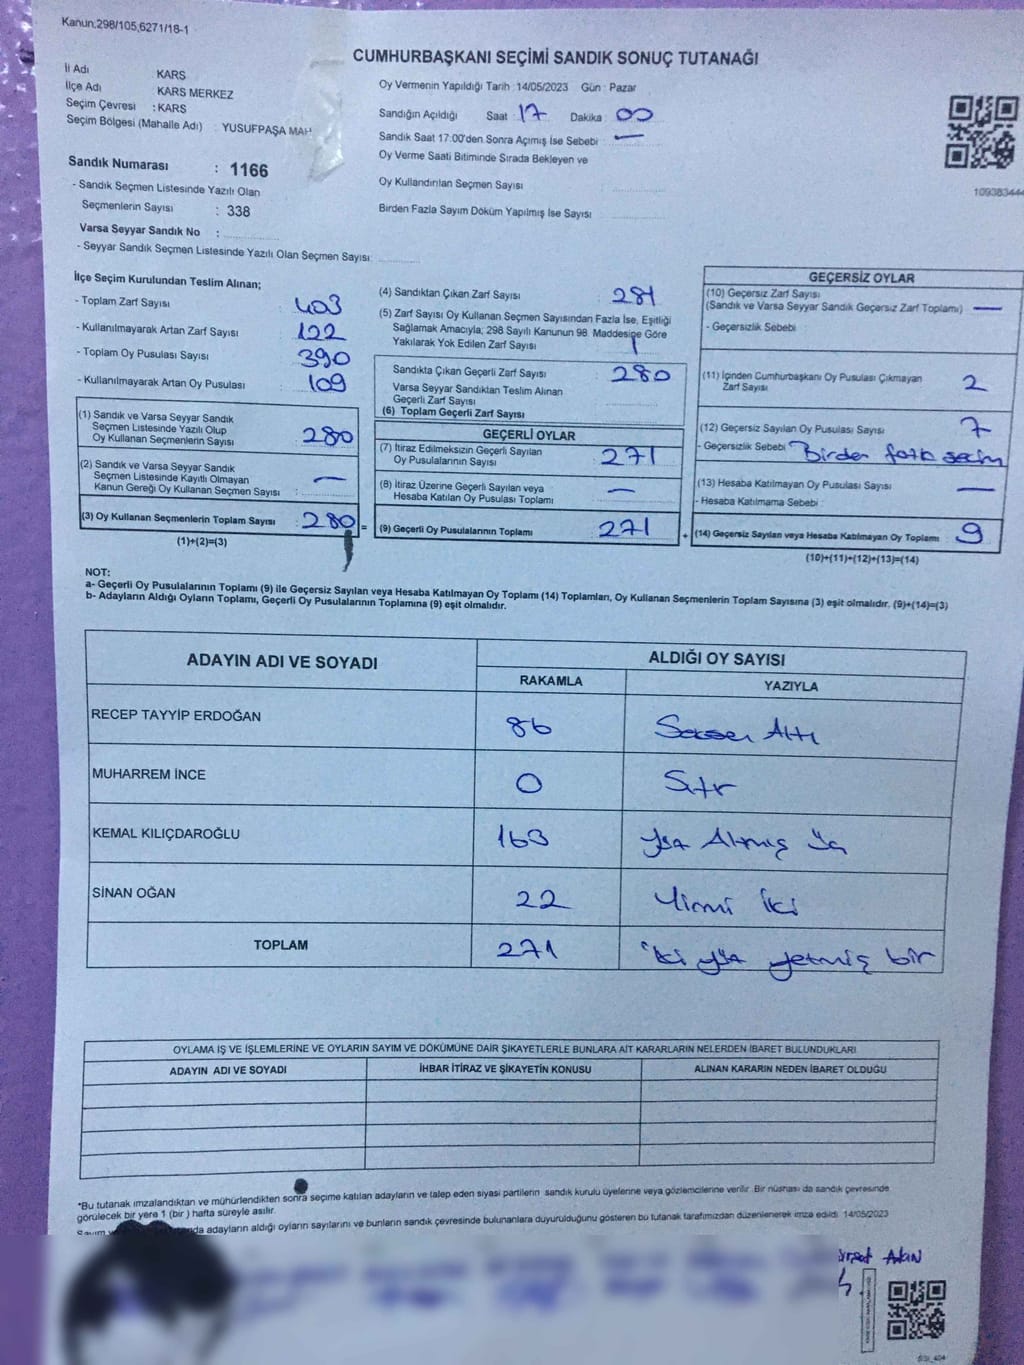 Kanun.298/105,6271/18-1
CUMHURBAŞKANI SEÇİMİ SANDIK SONUÇ TUTANAĞI
İl Adı KARS
İlçe Adı KARS MERKEZ
Seçim Çevresi : KARS
Seçim Bölgesi (Mahalle Adı) YUSUFPAŞA MAH
Oy Vermenin Yapıldığı Tarih : 14/05/2023 Gün : Pazar
Sandığın Açıldığı Saat : 17 Dakika : 00
Sandık Saat 17:00'den Sonra Açımış İse Sebebi : —
Oy Verme Saati Bitiminde Sırada Bekleyen ve
Oy Kullandırılan Seçmen Sayısı :
Birden Fazla Sayım Döküm Yapılmış İse Sayısı
109383444
Sandık Numarası : 1166
- Sandık Seçmen Listesinde Yazılı Olan
Seçmenlerin Sayısı : 338
Varsa Seyyar Sandık No :
- Seyyar Sandık Seçmen Listesinde Yazılı Olan Seçmen Sayısı:
İlçe Seçim Kurulundan Teslim Alınan;
- Toplam Zarf Sayısı : 403
- Kullanılmayarak Artan Zarf Sayısı : 122
- Toplam Oy Pusulası Sayısı : 390
- Kullanılmayarak Artan Oy Pusulası : 109
(1) Sandık ve Varsa Seyyar Sandık
Seçmen Listesinde Yazılı Olup
Oy Kullanan Seçmenlerin Sayısı : 280
(2) Sandık ve Varsa Seyyar Sandık
Seçmen Listesinde Kayıtlı Olmayan
Kanun Gereği Oy Kullanan Seçmen Sayısı : —
(3) Oy Kullanan Seçmenlerin Toplam Sayısı : 280 =
(1)+(2)=(3)
(4) Sandıktan Çıkan Zarf Sayısı : 281
(5) Zarf Sayısı Oy Kullanan Seçmen Sayısından Fazla İse, Eşitliği
Sağlamak Amacıyla; 298 Sayılı Kanunun 98. Maddesine Göre
Yakılarak Yok Edilen Zarf Sayısı : 1
Sandıkta Çıkan Geçerli Zarf Sayısı : 280
Varsa Seyyar Sandıktan Teslim Alınan
Geçerli Zarf Sayısı
(6) Toplam Geçerli Zarf Sayısı
GEÇERLİ OYLAR
(7) İtiraz Edilmeksizin Geçerli Sayılan
Oy Pusulalarının Sayısı : 271
(8) İtiraz Üzerine Geçerli Sayılan veya
Hesaba Katılan Oy Pusulası Toplamı : —
(9) Geçerli Oy Pusulalarının Toplamı : 271 +
GEÇERSİZ OYLAR
(10) Geçersiz Zarf Sayısı
(Sandık ve Varsa Seyyar Sandık Geçersiz Zarf Toplamı) : —
- Geçersizlik Sebebi :
(11) İçinden Cumhurbaşkanı Oy Pusulası Çıkmayan
Zarf Sayısı 2
(12) Geçersiz Sayılan Oy Pusulası Sayısı : 7
- Geçersizlik Sebebi : Birden fazla seçim
(13) Hesaba Katılmayan Oy Pusulası Sayısı : —
- Hesaba Katılmama Sebebi :
(14) Geçersiz Sayılan veya Hesaba Katılmayan Oy Toplamı : 9
(10)+(11)+(12)+(13)=(14)
NOT:
a- Geçerli Oy Pusulalarının Toplamı (9) ile Geçersiz Sayılan veya Hesaba Katılmayan Oy Toplamı (14) Toplamları, Oy Kullanan Seçmenlerin Toplam Sayısına (3) eşit olmalıdır. (9)+(14)=(3)
b- Adayların Aldığı Oyların Toplamı, Geçerli Oy Pusulalarının Toplamına (9) eşit olmalıdır.
ADAYIN ADI VE SOYADI ALDIĞI OY SAYISI
RAKAMLA YAZIYLA
RECEP TAYYİP ERDOĞAN 86 Seksen Altı
MUHARREM İNCE 0 Sıfır
KEMAL KILIÇDAROĞLU 163 Yüz Altmış Üç
SİNAN OĞAN 22 Yirmi iki
TOPLAM 271 iki yüz yetmiş bir
OYLAMA İŞ VE İŞLEMLERİNE VE OYLARIN SAYIM VE DÖKÜMÜNE DAİR ŞİKAYETLERLE BUNLARA AİT KARARLARIN NELERDEN İBARET BULUNDUKLARI
ADAYIN ADI VE SOYADI İHBAR İTİRAZ VE ŞİKAYETİN KONUSU ALINAN KARARIN NEDEN İBARET OLDUĞU
*Bu tutanak imzalandıktan ve mühürlendikten sonra seçime katılan adayların ve talep eden siyasi partilerin sandık kurulu üyelerine veya gözlemcilerine verilir. Bir nüshası da sandık çevresinde
görülecek bir yere 1 (bir) hafta süreyle asılır.
Sayım adayların aldığı oyların sayılarını ve bunların sandık çevresinde bulunanlara duyurulduğunu gösteren bu tutanak tarafımızdan düzenlenerek imza edildi. 14/05/2023
Akın